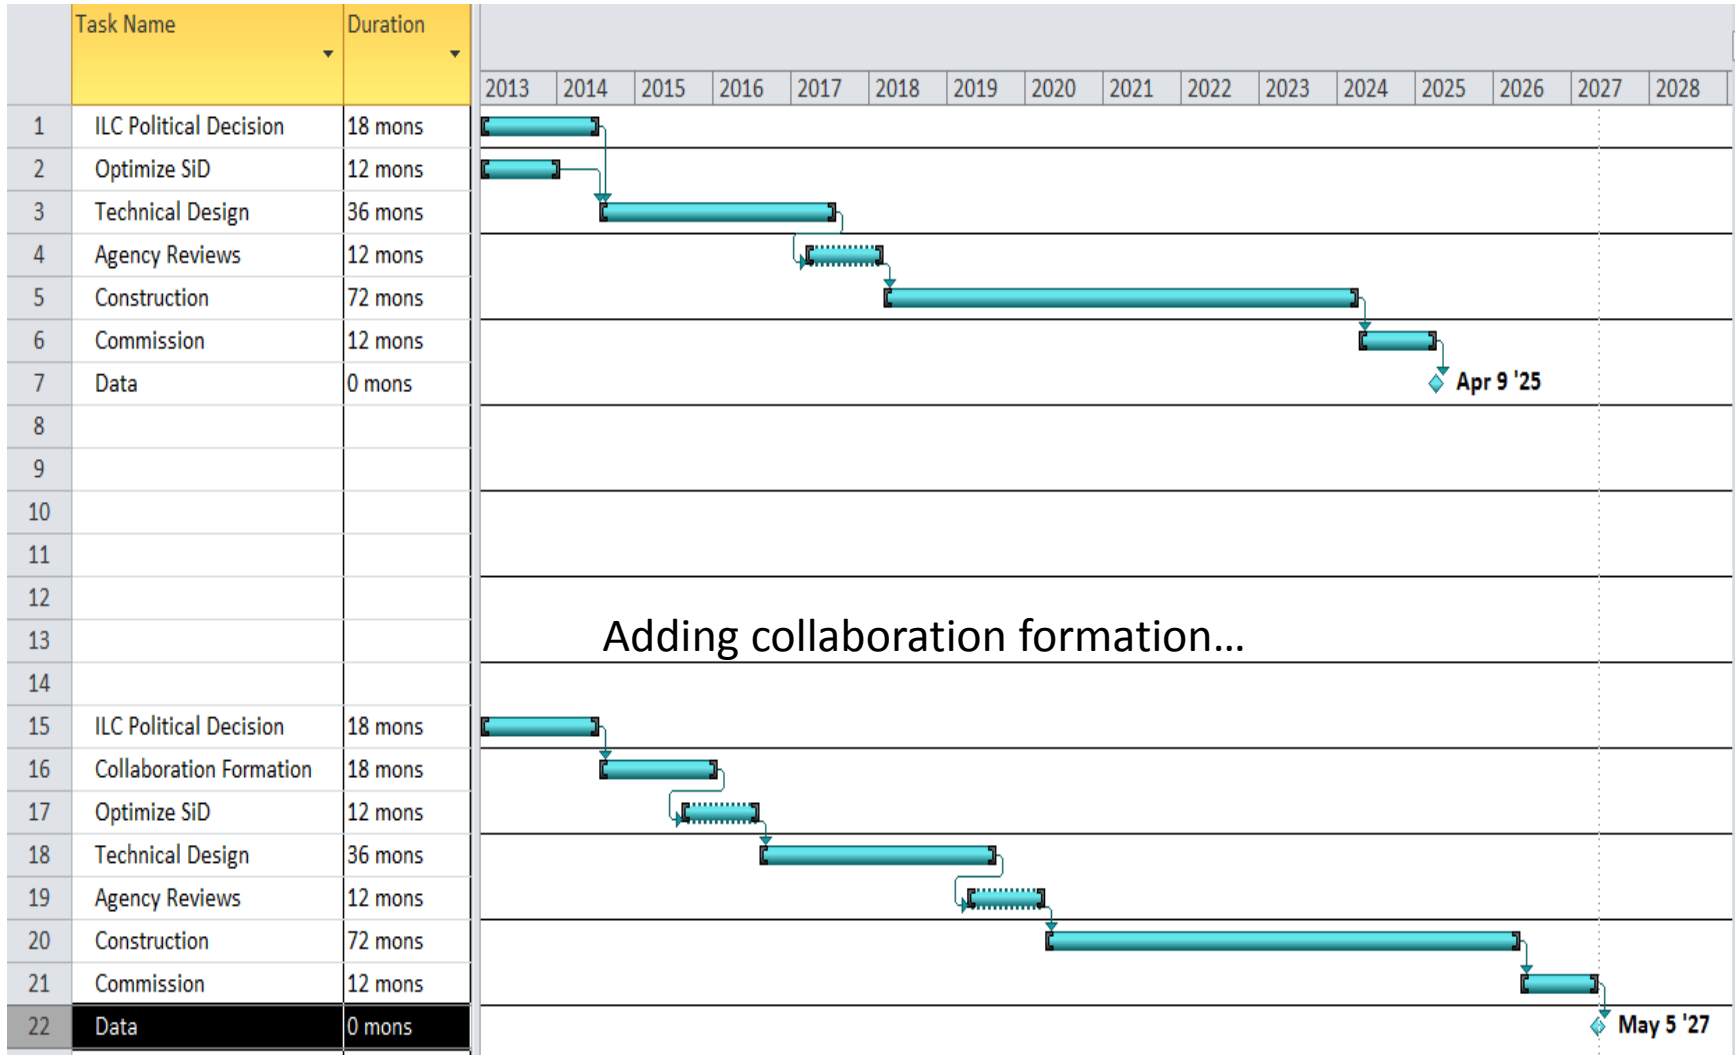 Task Name Duration
2013 2014 2015 2016 2017 2018 2019 2020 2021 2022 2023 2024 2025 2026 2027 2028
1 ILC Political Decision 18 mons
2 Optimize SiD 12 mons
3 Technical Design 36 mons
4 Agency Reviews 12 mons
5 Construction 72 mons
6 Commission 12 mons
7 Data 0 mons Apr 9 '25
8
9
10
11
12
13 Adding collaboration formation...
14
15 ILC Political Decision 18 mons
16 Collaboration Formation 18 mons
17 Optimize SiD 12 mons
18 Technical Design 36 mons
19 Agency Reviews 12 mons
20 Construction 72 mons
21 Commission 12 mons
22 Data 0 mons May 5 '27